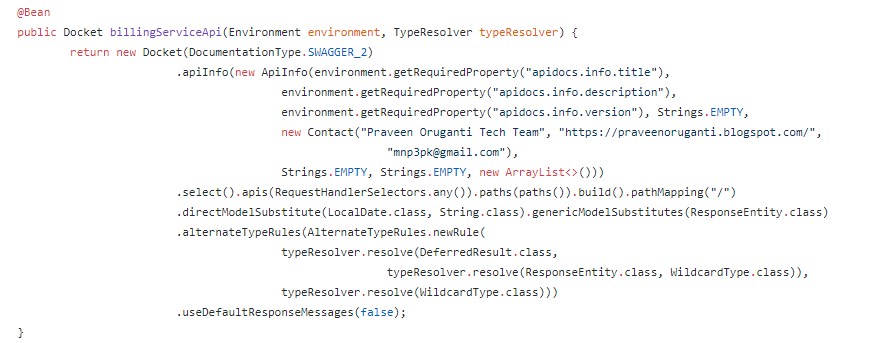 @Bean
public Docket billingServiceApi(Environment environment, TypeResolver typeResolver) {
return new Docket(DocumentationType.SWAGGER_2)
.apiInfo(new ApiInfo(environment.getRequiredProperty("apidocs.info.title"),
environment.getRequiredProperty("apidocs.info.description"),
environment.getRequiredProperty("apidocs.info.version"), Strings.EMPTY,
new Contact("Praveen Oruganti Tech Team", "https://praveenoruganti.blogspot.com/",
"mnp3pk@gmail.com"),
Strings.EMPTY, Strings.EMPTY, new ArrayList<>()))
.select().apis(RequestHandlerSelectors.any()).paths(paths()).build().pathMapping("/")
.directModelSubstitute(LocalDate.class, String.class).genericModelSubstitutes(ResponseEntity.class)
.alternateTypeRules(AlternateTypeRules.newRule(
typeResolver.resolve(DeferredResult.class,
typeResolver.resolve(ResponseEntity.class, WildcardType.class)),
typeResolver.resolve(WildcardType.class)))
.useDefaultResponseMessages(false);
}